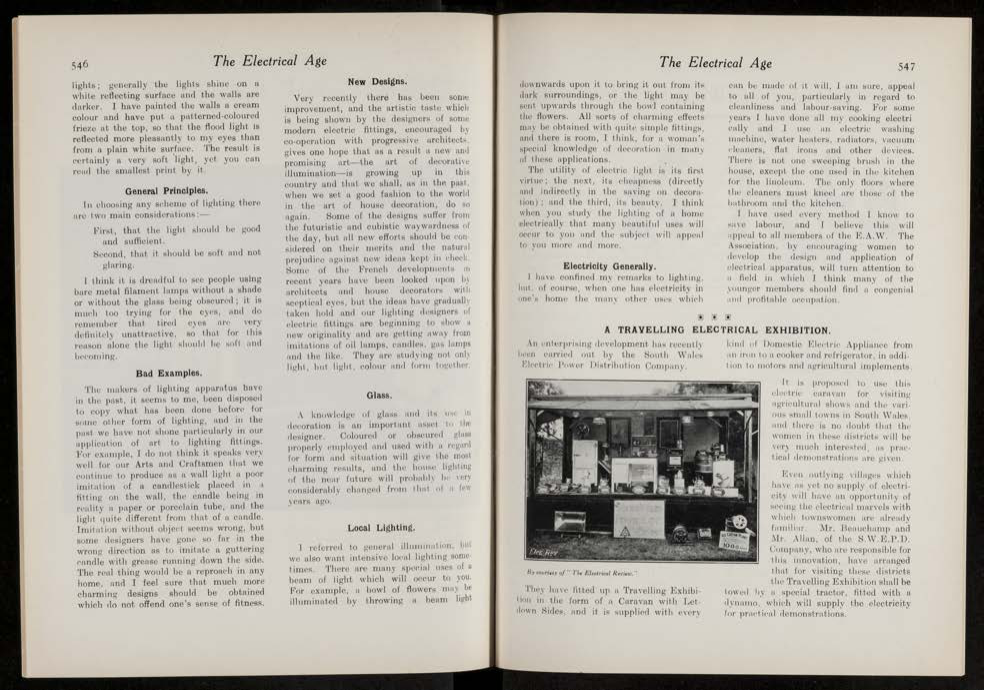 546
The Electrical Age
lights; generally the lights shine on a
white reflecting surface and the walls are
darker. I have painted the walls a cream
colour and have put a patterned-coloured
frieze at the top, so that the flood light is
reflected more pleasantly to my eyes than
from a plain white surface. The result is
certainly a very soft light, yet you can
read the smallest print by it.
General Principles.
In choosing any scheme of lighting there
are two main considerations:—
First, that the light should be good
and sufficient.
Second, that it should be soft and not
glaring.
I think it is dreadful to see people using
bare metal filament lamps without a shade
or without the glass being obscured; it is
much too trying for the eyes, and do
remember that tired eyes are very
definitely unattractive, so that for this
reason alone the light should be soft and
becoming.
Bad Examples.
The makers of lighting apparatus have
in the past, it seems to me, been disposed
to copy what has been done before for
some other form of lighting, and in the
past we have not shone particularly in our
application of art to lighting fittings.
For example, I do not think it speaks very
well for our Arts and Craftsmen that we
continue to produce as a wall light a poor
imitation of a candlestick placed in a
fitting on the wall, the candle being in
reality a paper or porcelain tube, and the
light quite different from that of a candle.
Imitation without object seems wrong, but
some designers have gone so far in the
wrong direction as to imitate a guttering
candle with grease running down the side.
The real thing would be a reproach in any
home, and I feel sure that much more
charming designs should be obtained
which do not offend one's sense of fitness.
New Designs.
Very recently there has been some
improvement, and the artistic taste which
is being shown by the designers of some
modern electric fittings, encouraged by
co-operation with progressive architects,
gives one hope that as a result a new and
promising art—the art of decorative
illumination—is growing up in this
country and that we shall, as in the past,
when we set a good fashion to the world
in the art of house decoration, do so
again. Some of the designs suffer from
the futuristic and cubistic waywardness of
the day, but all new efforts should be con-
sidered on their merits and the natural
prejudice against new ideas kept in check.
Some of the French developments in
recent years have been looked upon by
architects and house decorators with
sceptical eyes, but the ideas have gradually
taken hold and our lighting designers of
electric fittings are beginning to show a
new originality and are getting away from
imitations of oil lamps, candles, gas lamps
and the like. They are studying not only
light, but light, colour and form together.
Glass.
A knowledge of glass and its use in
decoration is an important asset to the
designer. Coloured or obscured glass
properly employed and used with a regard
for form and situation will give the most
charming results, and the house lighting
of the near future will probably be very
considerably changed from that of a few
years ago.
Local Lighting.
I referred to general illumination, but
we also want intensive local lighting some-
times. There are many special uses of a
beam of light which will occur to you.
For example, a bowl of flowers may be
illuminated by throwing a beam light
The Electrical Age
547
downwards upon it to bring it out from its
dark surroundings, or the light may be
sent upwards through the bowl containing
the flowers. All sorts of charming effects
may be obtained with quite simple fittings,
and there is room, I think, for a woman's
special knowledge of decoration in many
of these applications.
The utility of electric light is its first
virtue; the next, its cheapness (directly
and indirectly in the saving on decora-
tion); and the third, its beauty. I think
when you study the lighting of a home
electrically that many beautiful uses will
occur to you and the subject will appeal
to you more and more.
Electricity Generally.
I have confined my remarks to lighting,
but, of course, when one has electricity in
one's home the many other uses which
can be made of it will, I am sure, appeal
to all of you, particularly in regard to
cleanliness and labour-saving. For some
years I have done all my cooking electri-
cally and I use an electric washing
machine, water heaters, radiators, vacuum
cleaners, flat irons and other devices.
There is not one sweeping brush in the
house, except the one used in the kitchen
for the linoleum. The only floors where
the cleaners must kneel are those of the
bathroom and the kitchen.
I have used every method I know to
save labour, and I believe this will
appeal to all members of the E.A.W. The
Association, by encouraging women to
develop the design and application of
electrical apparatus, will turn attention to
a field in which I think many of the
younger members should find a congenial
and profitable occupation.
A TRAVELLING ELECTRICAL EXHIBITION.
An enterprising development has recently
been carried out by the South Wales
Electric Power Distribution Company.
Elec. Rev.
By courtesy of "The Electrical Review."
They have fitted up a Travelling Exhibi-
tion in the form of a Caravan with Let-
down Sides, and it is supplied with every
kind of Domestic Electric Appliance from
an iron to a cooker and refrigerator, in addi-
tion to motors and agricultural implements.
It is proposed to use this
electric caravan for visiting
agricultural shows and the vari-
ous small towns in South Wales,
and there is no doubt that the
women in these districts will be
very much interested, as prac-
tical demonstrations are given.
Even outlying villages which
have as yet no supply of electri-
city will have an opportunity of
seeing the electrical marvels with
which townswomen are already
familiar. Mr. Beauchamp and
Mr. Allan, of the S.W.E.P.D.
Company, who are responsible for
this innovation, have arranged
that for visiting these districts
the Travelling Exhibition shall be
towed by a special tractor, fitted with a
dynamo, which will supply the electricity
for practical demonstrations.